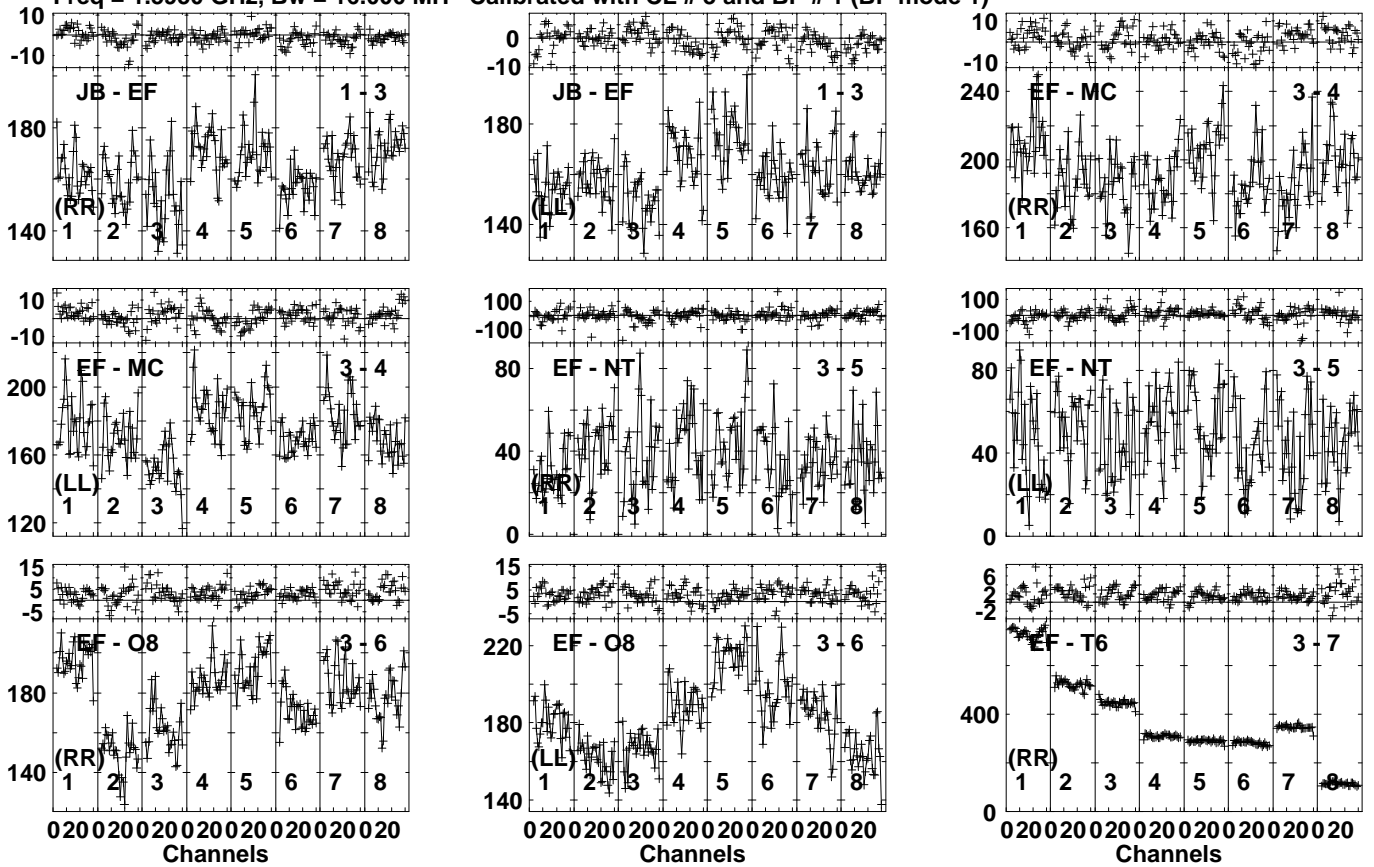 Calibrated with CL # and BP # 1 (BP mode 1)
10 -10 180 140 JB - EF 1 - 3 (RR) 1 2 3 4 5 6 7 8
10 0 -10 180 140 JB - EF 1 - 3 (LL) 1 2 3 4 5 6 7 8
10 -10 240 200 160 EF - MC 3 - 4 (RR) 1 2 3 4 5 6 7 8
10 -10 200 160 120 EF - MC 3 - 4 (LL) 1 2 3 4 5 6 7 8
100 -100 80 40 0 EF - NT 3 - 5 (RR) 1 2 3 4 5 6 7 8
100 -100 80 40 0 EF - NT 3 - 5 (LL) 1 2 3 4 5 6 7 8
15 5 -5 180 140 EF - O8 3 - 6 (RR) 1 2 3 4 5 6 7 8
15 5 -5 220 180 140 EF - O8 3 - 6 (LL) 1 2 3 4 5 6 7 8
6 2 -2 400 0 EF - T6 3 - 7 (RR) 1 2 3 4 5 6 7 8
0 20 0 20 0 20 0 20 0 20 0 20 0 20 0 20
0 20 0 20 0 20 0 20 0 20 0 20 0 20 0 20
0 20 0 20 0 20 0 20 0 20 0 20 0 20 0 20
Channels
Channels
Channels